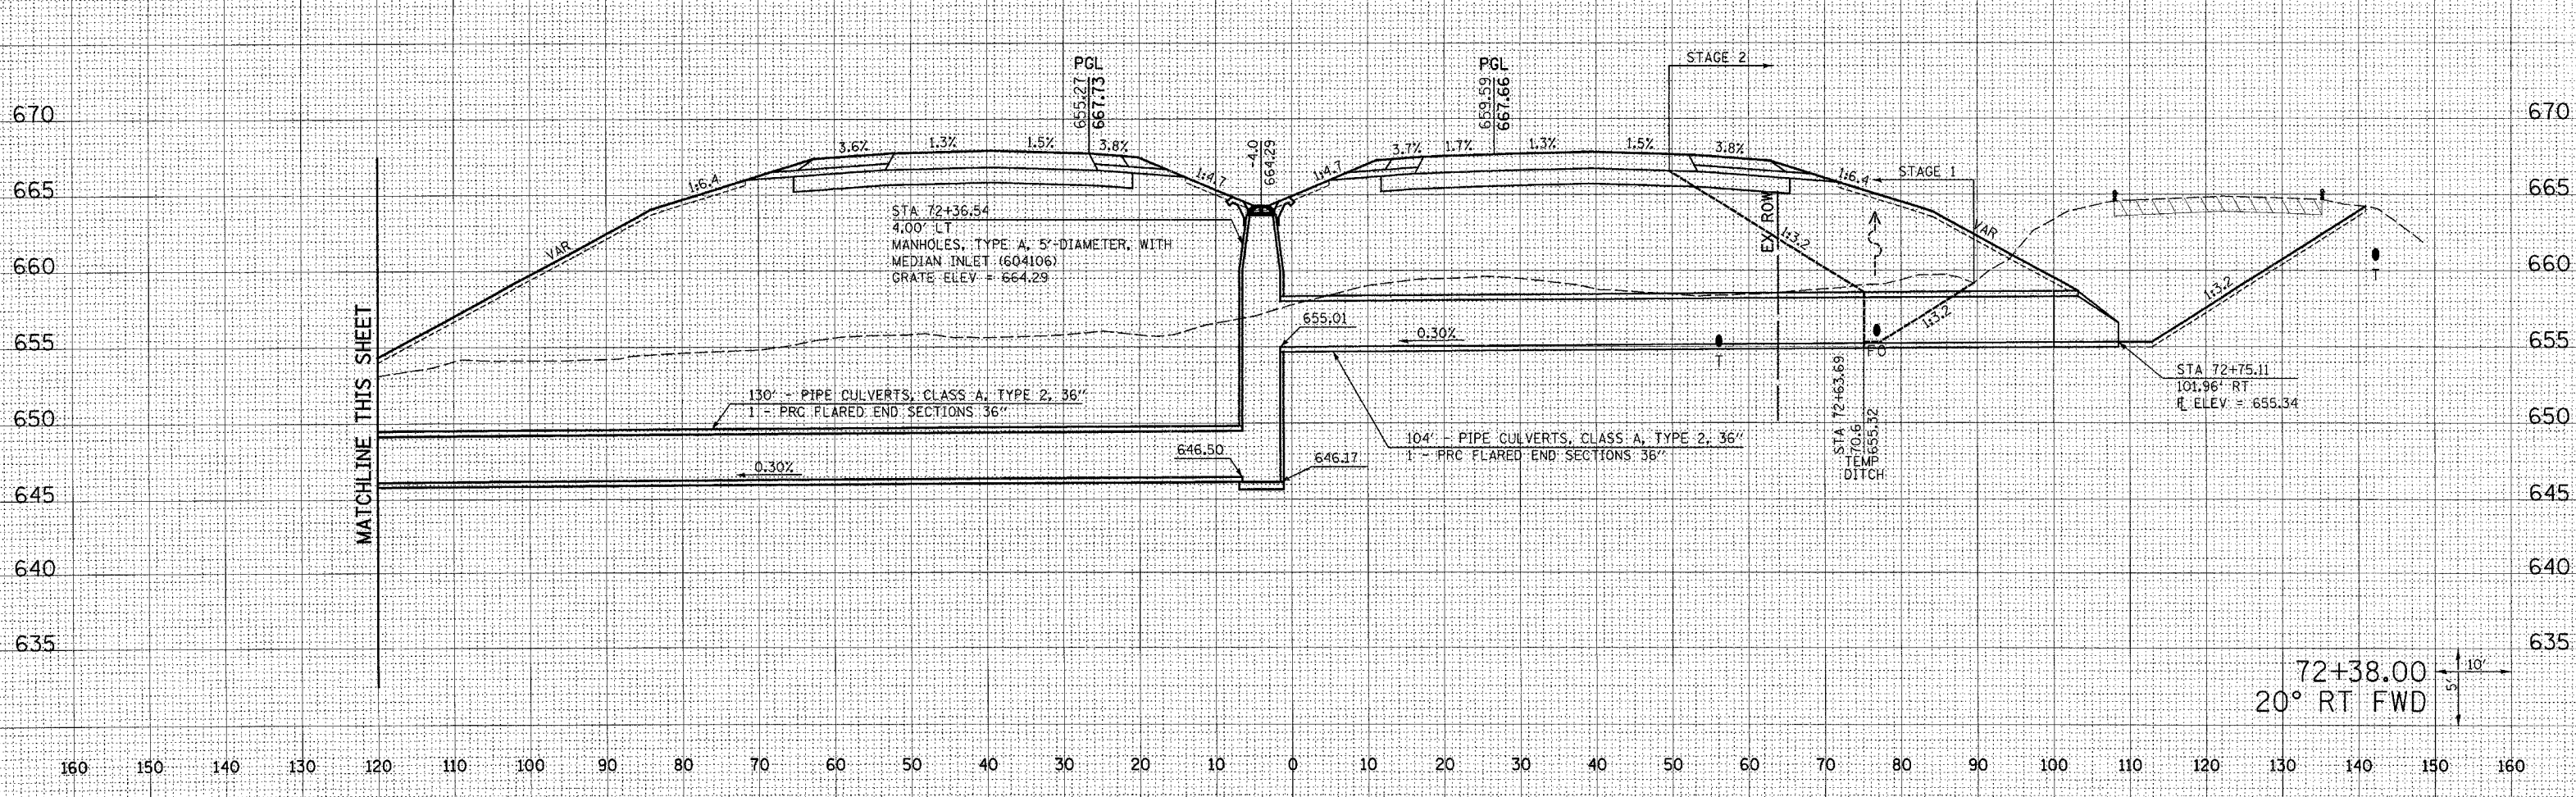 PGL
655.27
667.73
PGL
659.59
667.66
STAGE 2
670
670
3.6%
1.3%
1.5%
3.8%
-4.0
664.29
3.7%
1.7%
1.3%
1.5%
3.8%
665
665
1:6.4
1:4.7
1:4.7
1:6.4
STAGE 1
STA 72+36.54
4.00' LT
MANHOLES, TYPE A, 5'-DIAMETER, WITH
MEDIAN INLET (604106)
GRATE ELEV = 664.29
EX ROW
VAR
1:3.2
VAR
660
660
T
1:3.2
MATCHLINE THIS SHEET
655.01
0.30%
1:3.2
655
655
T
FO
STA 72+63.69
70.6
655.32
TEMP
DITCH
STA 72+75.11
101.96' RT
FL ELEV = 655.34
130' - PIPE CULVERTS, CLASS A, TYPE 2, 36"
1 - PRC FLARED END SECTIONS 36"
650
650
104' - PIPE CULVERTS, CLASS A, TYPE 2, 36"
1 - PRC FLARED END SECTIONS 36"
646.50
646.17
0.30%
645
645
640
640
635
635
72+38.00
20° RT FWD
10'
5'
160 150 140 130 120 110 100 90 80 70 60 50 40 30 20 10 0 10 20 30 40 50 60 70 80 90 100 110 120 130 140 150 160